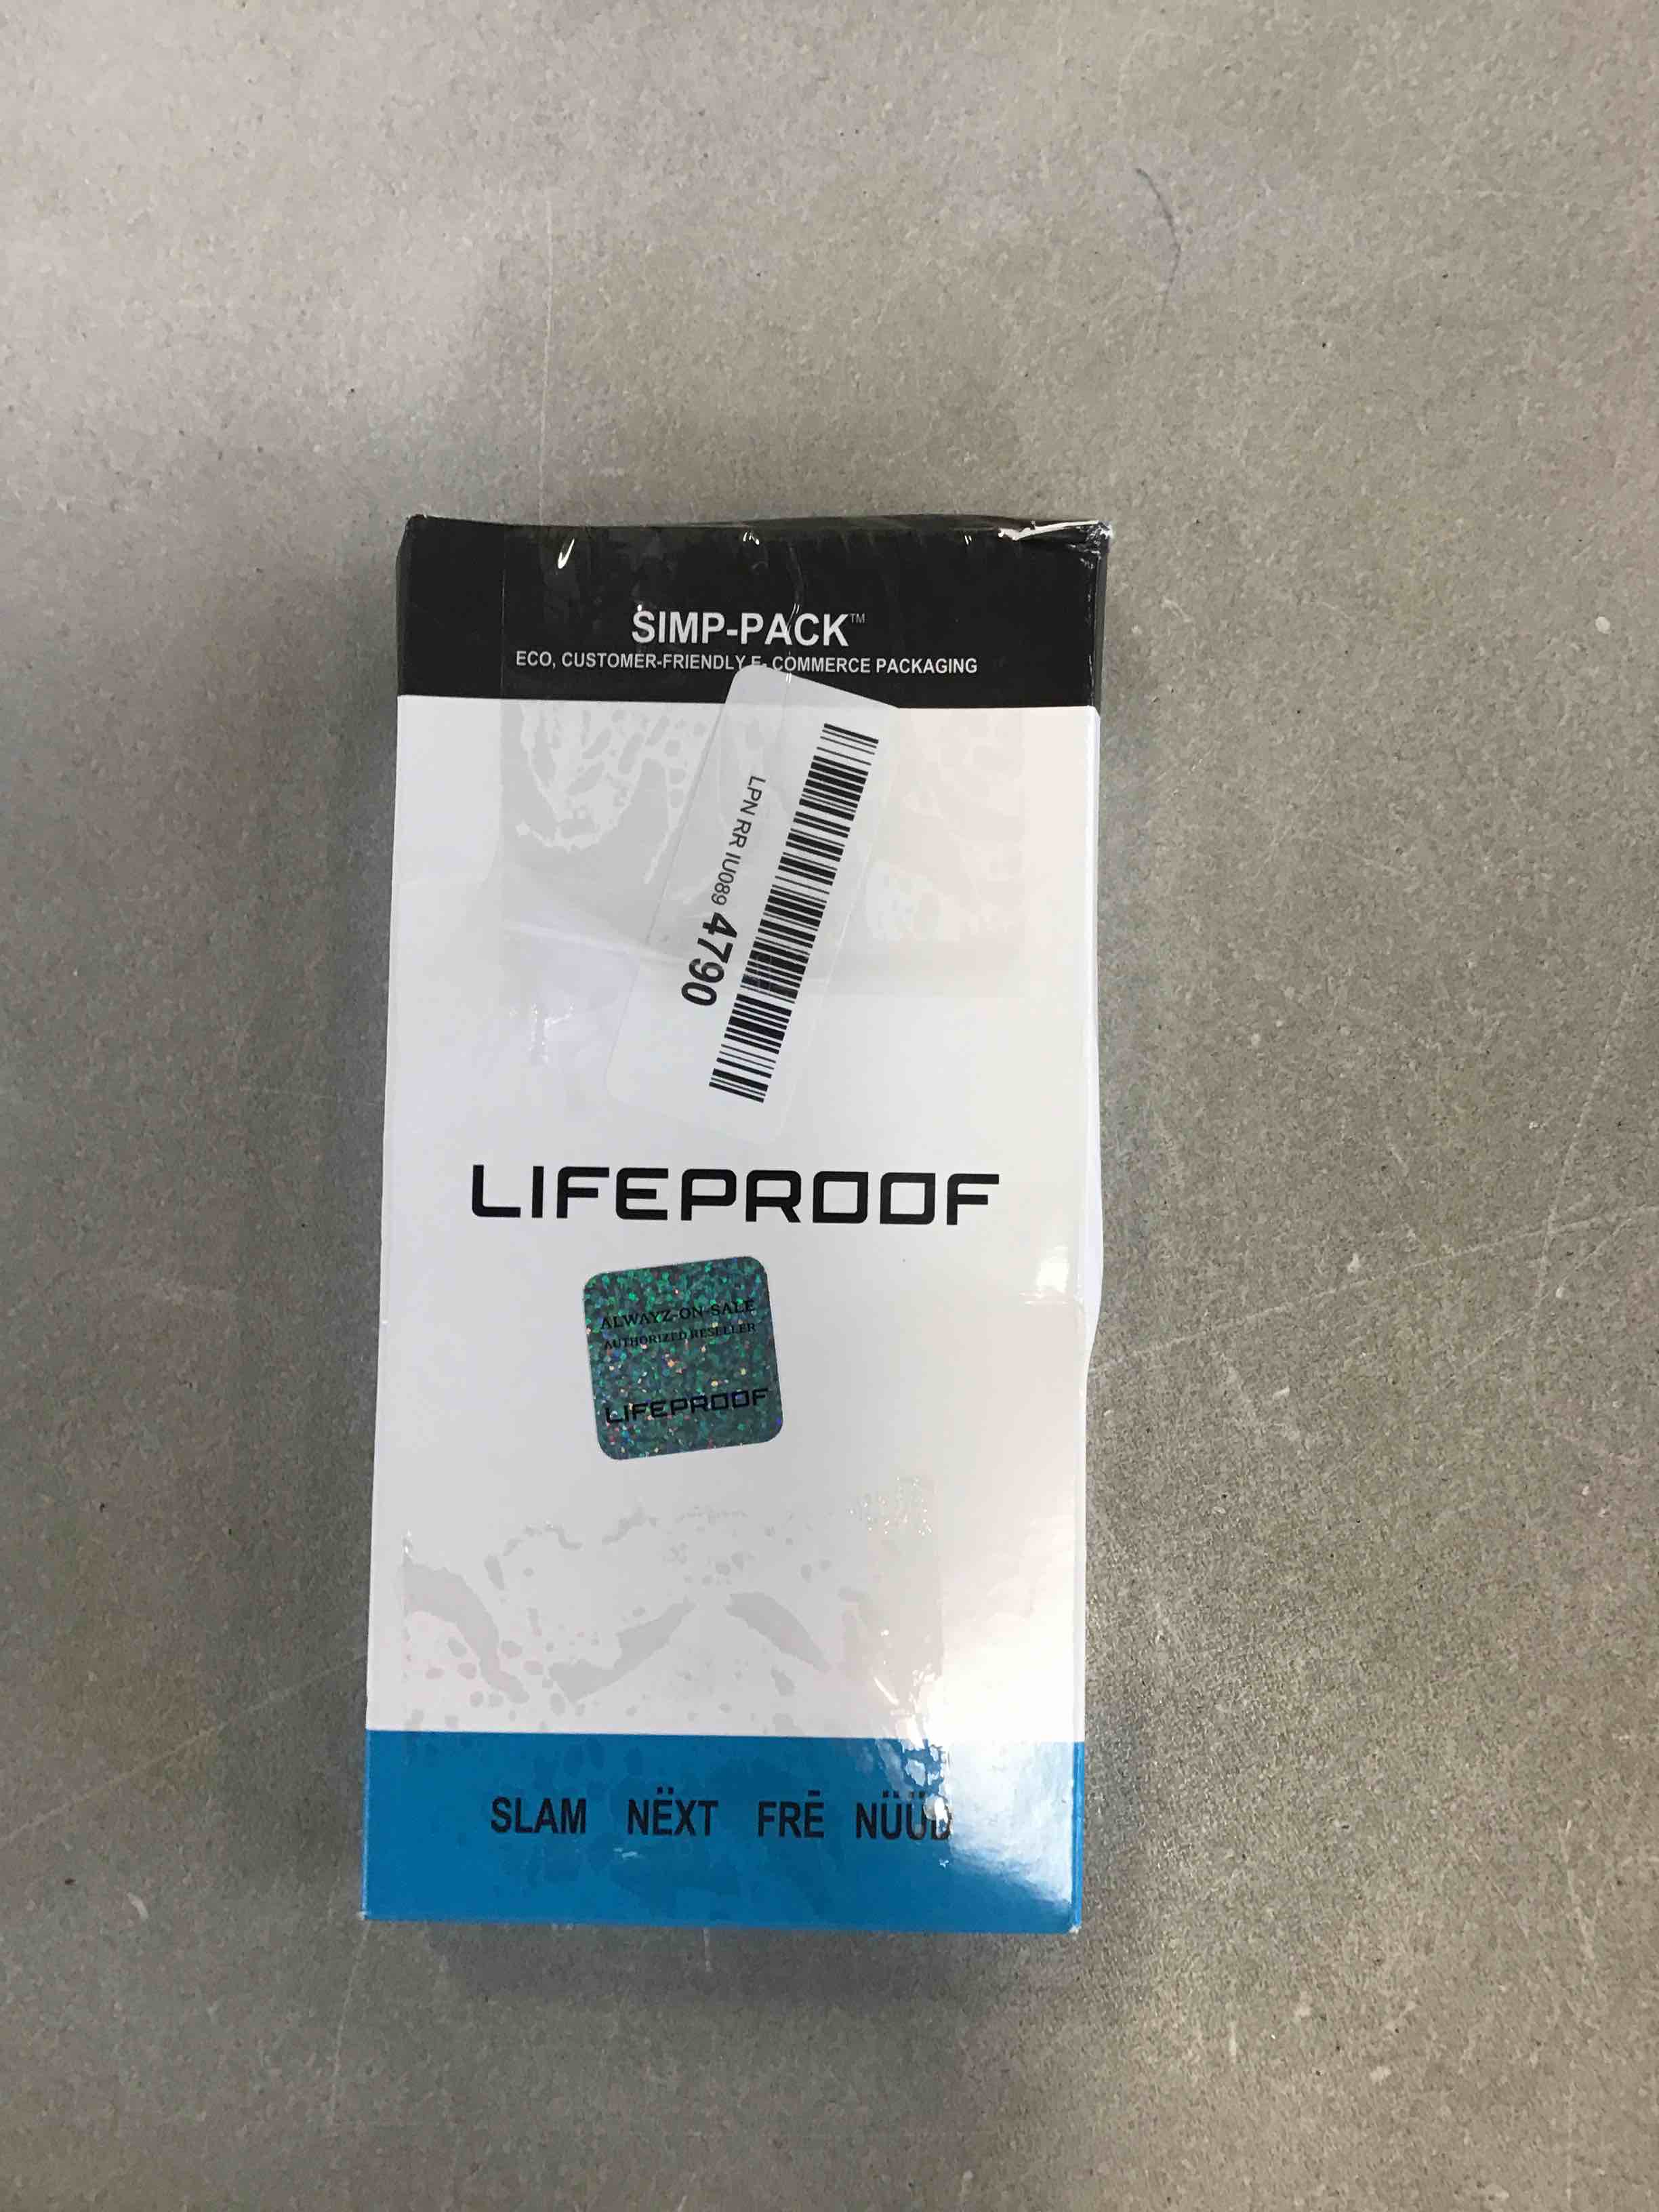 SIMP-PACK™
ECO, CUSTOMER-FRIENDLY E- COMMERCE PACKAGING
LPN RR IU089 4790
LIFEPROOF
ALWAYZ-ON-SALE
AUTHORIZED RESELLER
LIFEPROOF
SLAM NËXT FRĒ NÜÜD